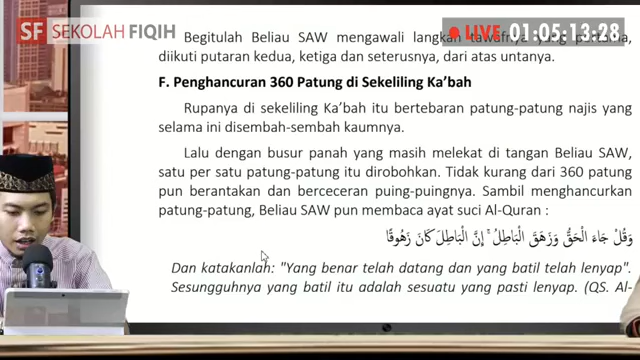 SF SEKOLAH FIQIH
LIVE 01:05:13:28
Begitulah Beliau SAW mengawali langkah tawafnya yang pertama,
diikuti putaran kedua, ketiga dan seterusnya, dari atas untanya.
F. Penghancuran 360 Patung di Sekeliling Ka'bah
Rupanya di sekeliling Ka'bah itu bertebaran patung-patung najis yang
selama ini disembah-sembah kaumnya.
Lalu dengan busur panah yang masih melekat di tangan Beliau SAW,
satu per satu patung-patung itu dirobohkan. Tidak kurang dari 360 patung
pun berantakan dan berceceran puing-puingnya. Sambil menghancurkan
patung-patung, Beliau SAW pun membaca ayat suci Al-Quran :
وَقُلْ جَاءَ الْحَقُّ وَزَهَقَ الْبَاطِلُ ۚ إِنَّ الْبَاطِلَ كَانَ زَهُوقًا
Dan katakanlah: "Yang benar telah datang dan yang batil telah lenyap".
Sesungguhnya yang batil itu adalah sesuatu yang pasti lenyap. (QS. Al-